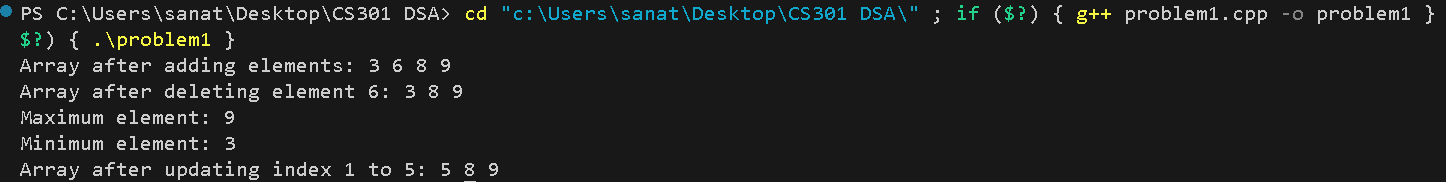 PS C:\Users\sanat\Desktop\CS301 DSA> cd "c:\Users\sanat\Desktop\CS301 DSA\" ; if ($?) { g++ problem1.cpp -o problem1 }
$?) { .\problem1 }
Array after adding elements: 3 6 8 9
Array after deleting element 6: 3 8 9
Maximum element: 9
Minimum element: 3
Array after updating index 1 to 5: 5 8 9